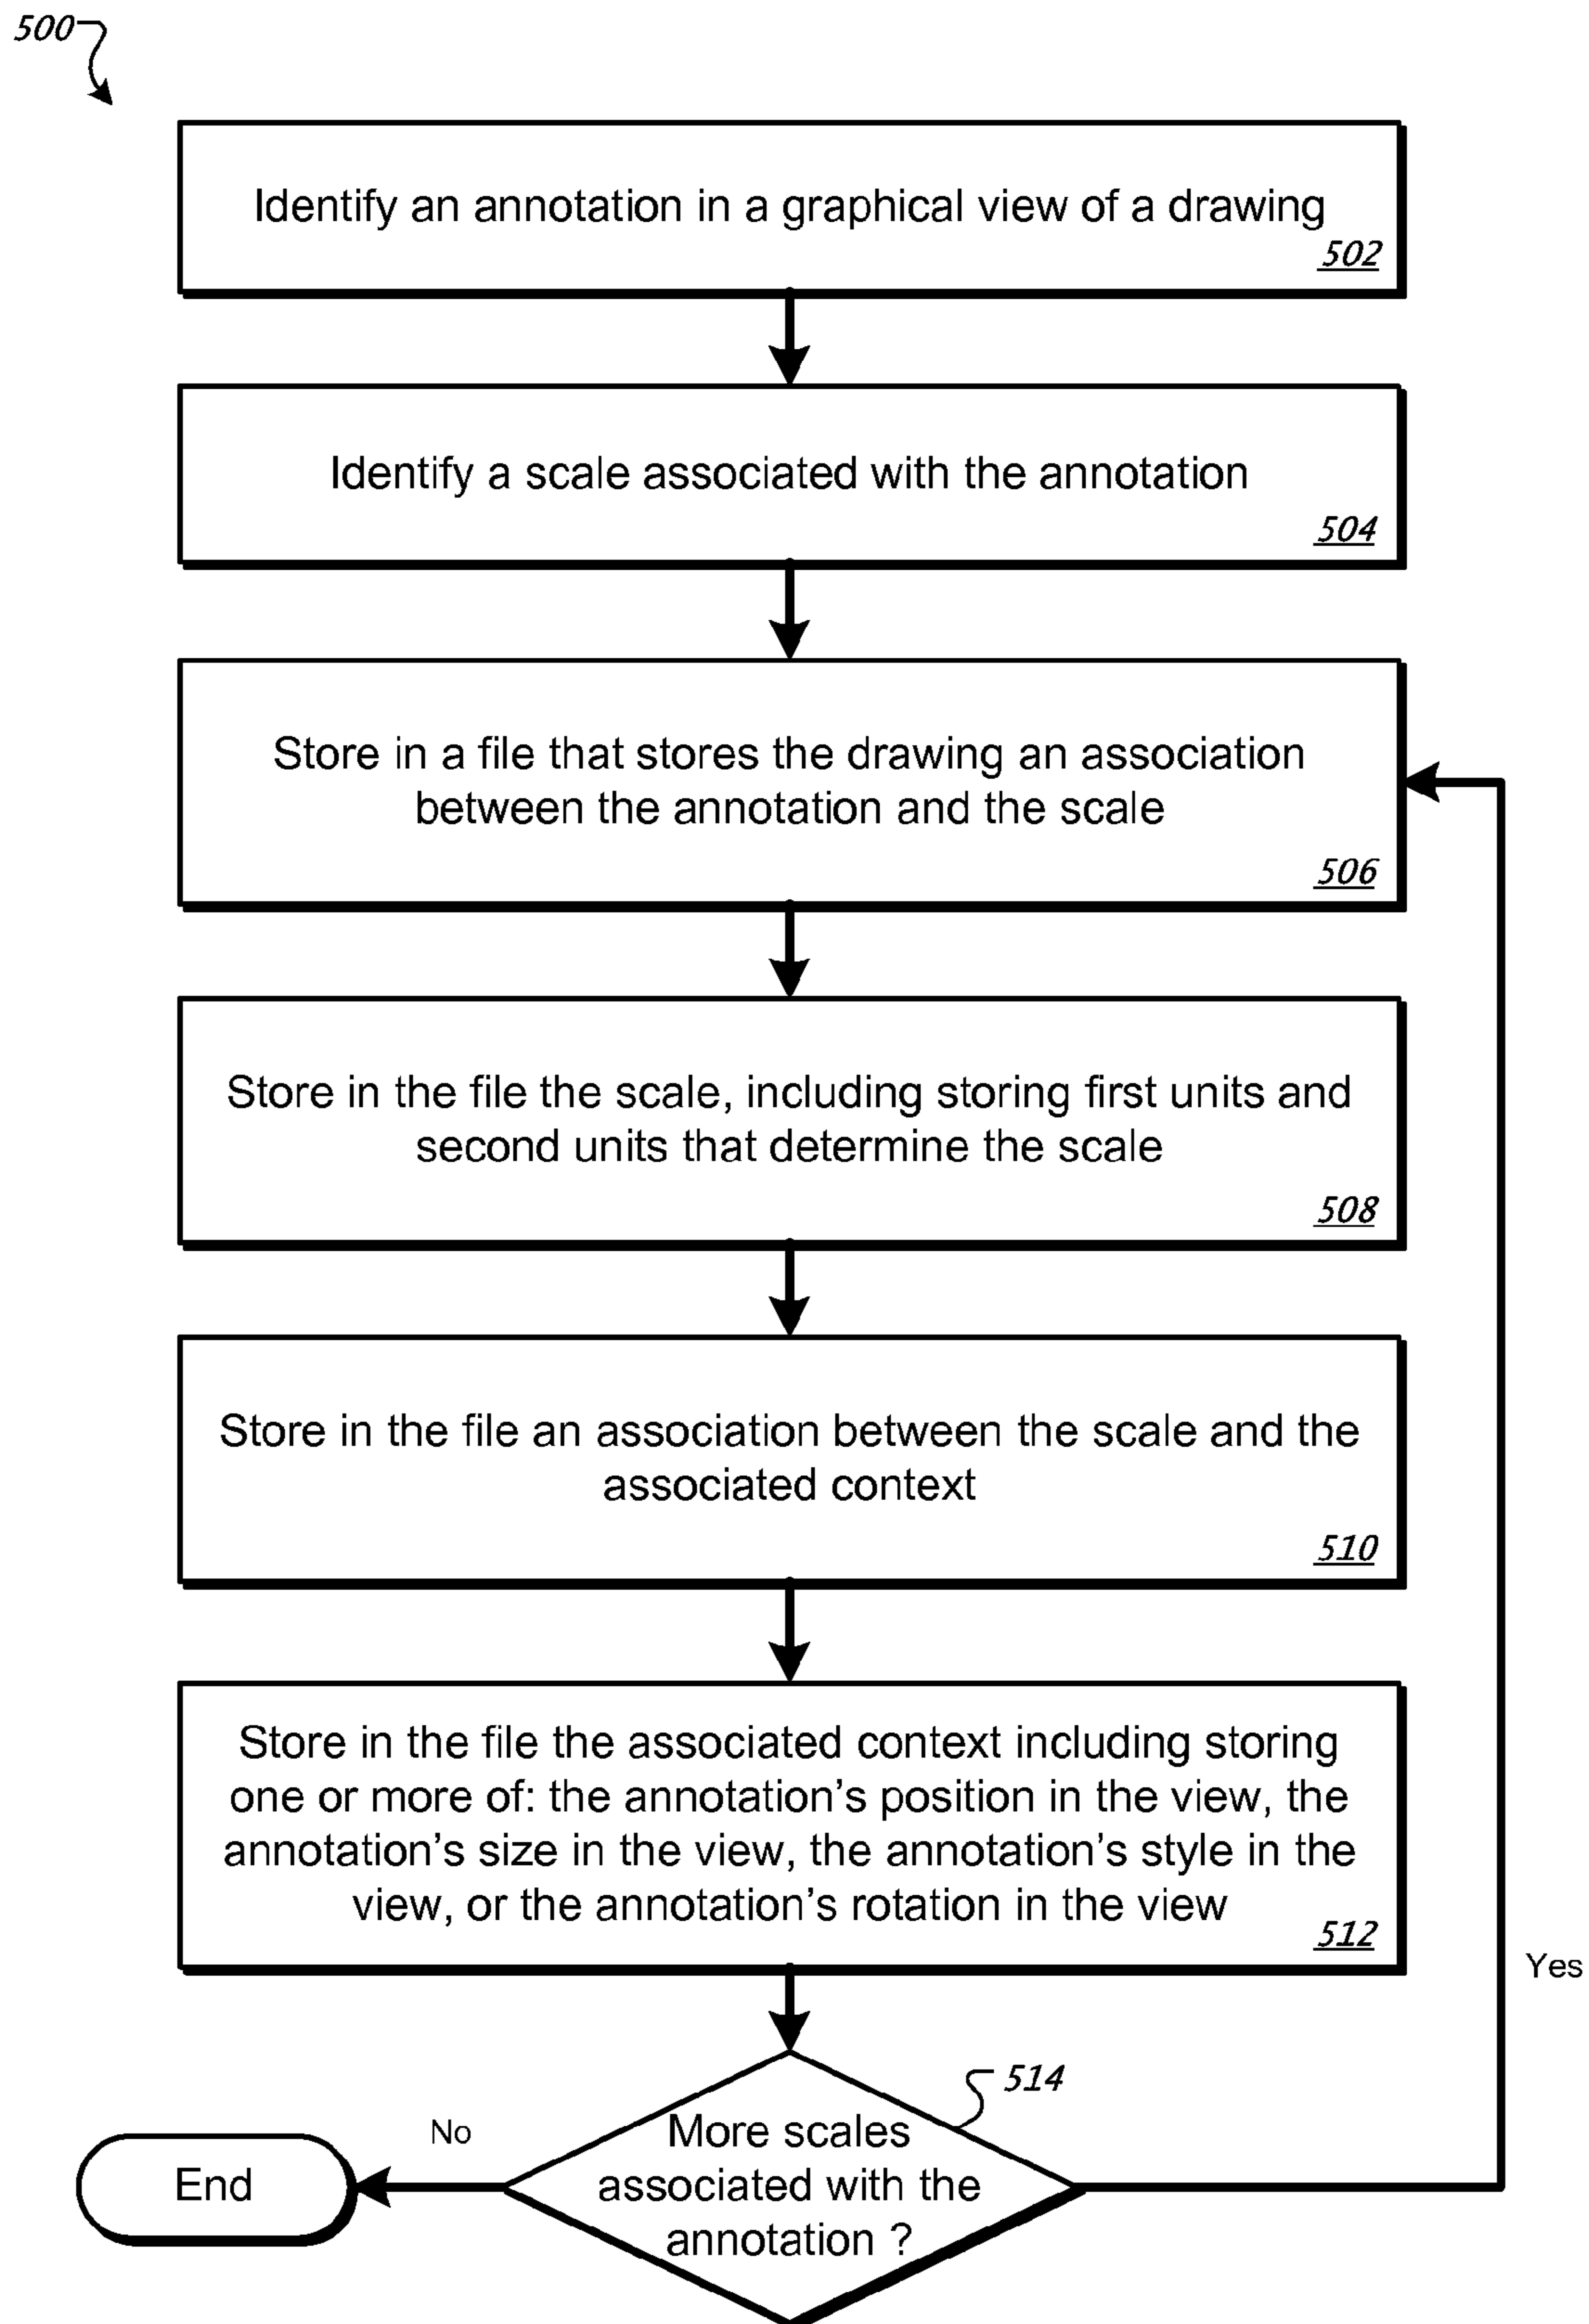 500
Identify an annotation in a graphical view of a drawing
502
Identify a scale associated with the annotation
504
Store in a file that stores the drawing an association
between the annotation and the scale
506
Store in the file the scale, including storing first units and
second units that determine the scale
508
Store in the file an association between the scale and the
associated context
510
Store in the file the associated context including storing
one or more of: the annotation’s position in the view, the
annotation’s size in the view, the annotation’s style in the
view, or the annotation’s rotation in the view
512
Yes
514
No
More scales
associated with the
annotation ?
End